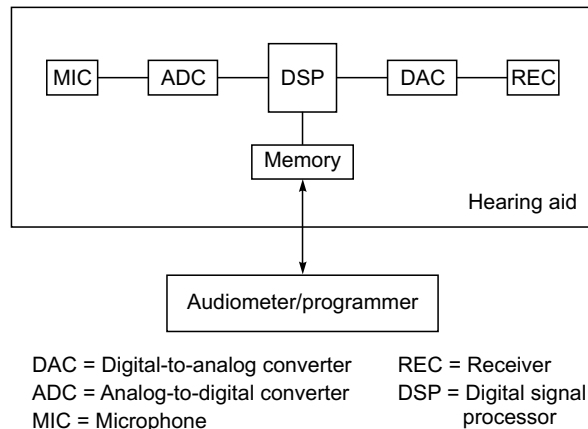 MIC
ADC
DSP
DAC
REC
Memory
Hearing aid
Audiometer/programmer
DAC = Digital-to-analog converter
ADC = Analog-to-digital converter
MIC = Microphone
REC = Receiver
DSP = Digital signal
processor